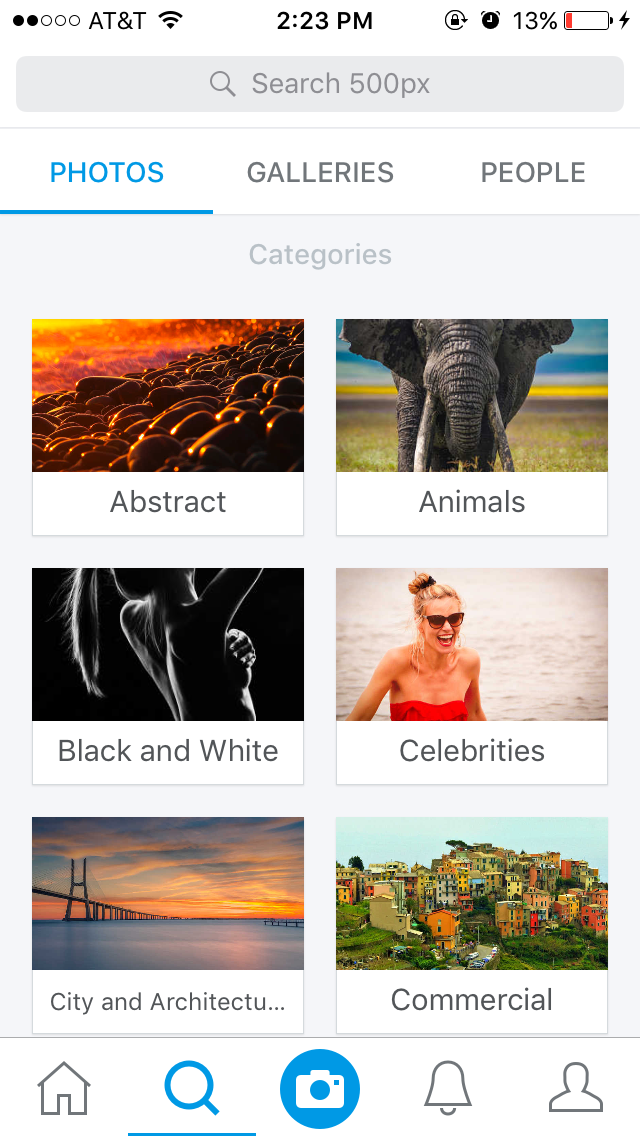 AT&T 2:23 PM 13%
Search 500px
PHOTOS GALLERIES PEOPLE
Categories
Abstract Animals
Black and White Celebrities
City and Architectu... Commercial